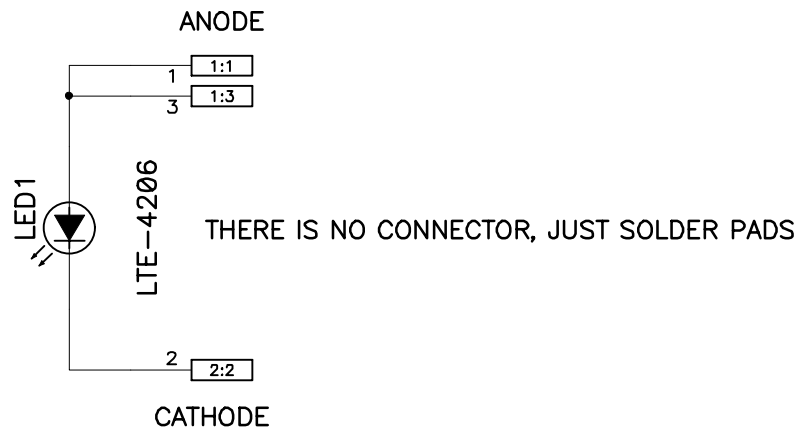 ANODE
1 1:1
3 1:3
LED1
LTE-4206
THERE IS NO CONNECTOR, JUST SOLDER PADS
2 2:2
CATHODE